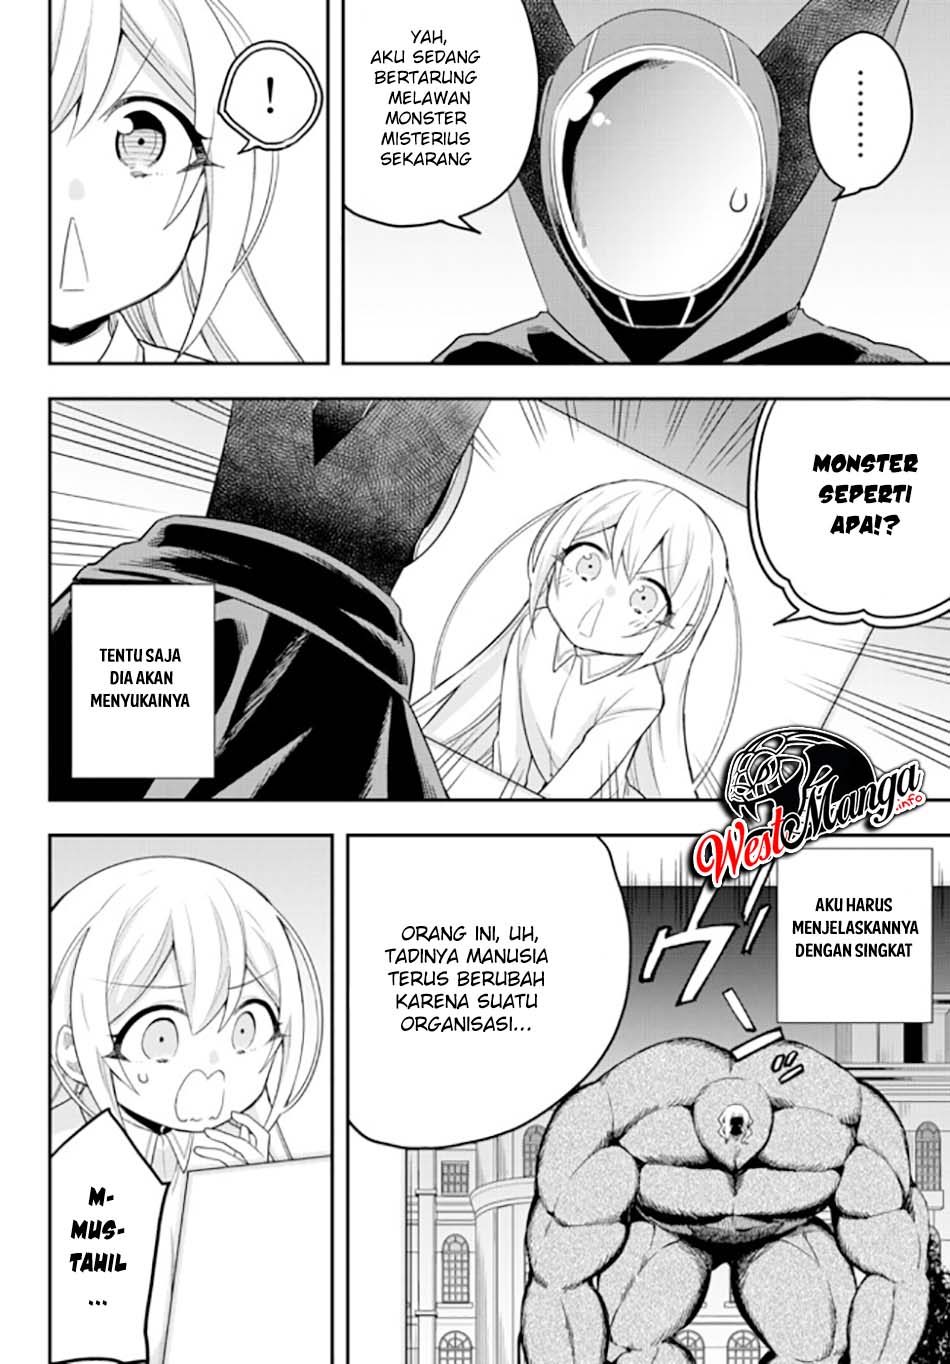 .........
YAH,
AKU SEDANG
BERTARUNG
MELAWAN
MONSTER
MISTERIUS
SEKARANG
!
MONSTER
SEPERTI
APA!?
TENTU SAJA
DIA AKAN
MENYUKAINYA
WestManga
.info
AKU HARUS
MENJELASKANNYA
DENGAN SINGKAT
ORANG INI, UH,
TADINYA MANUSIA
TERUS BERUBAH
KARENA SUATU
ORGANISASI...
M-
MUS-
TAHIL
...